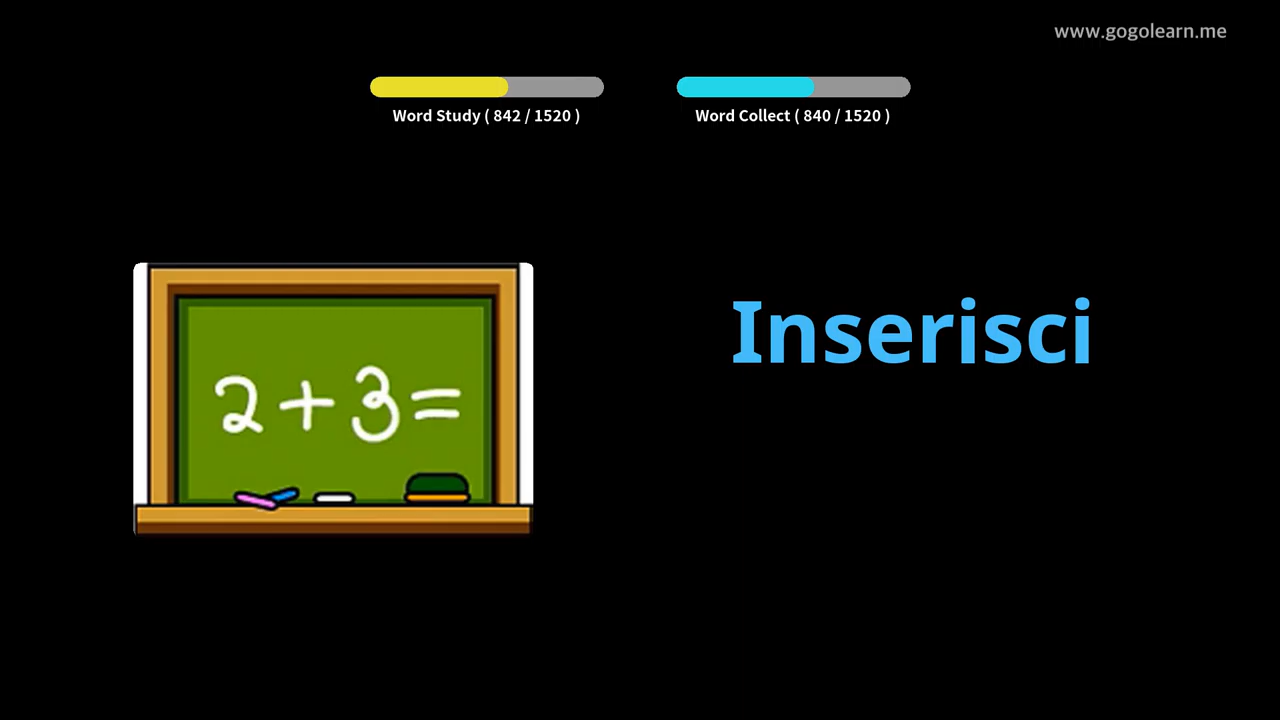 www.gogolearn.me
Word Study ( 842 / 1520 )
Word Collect ( 840 / 1520 )
Inserisci
2 + 3 =